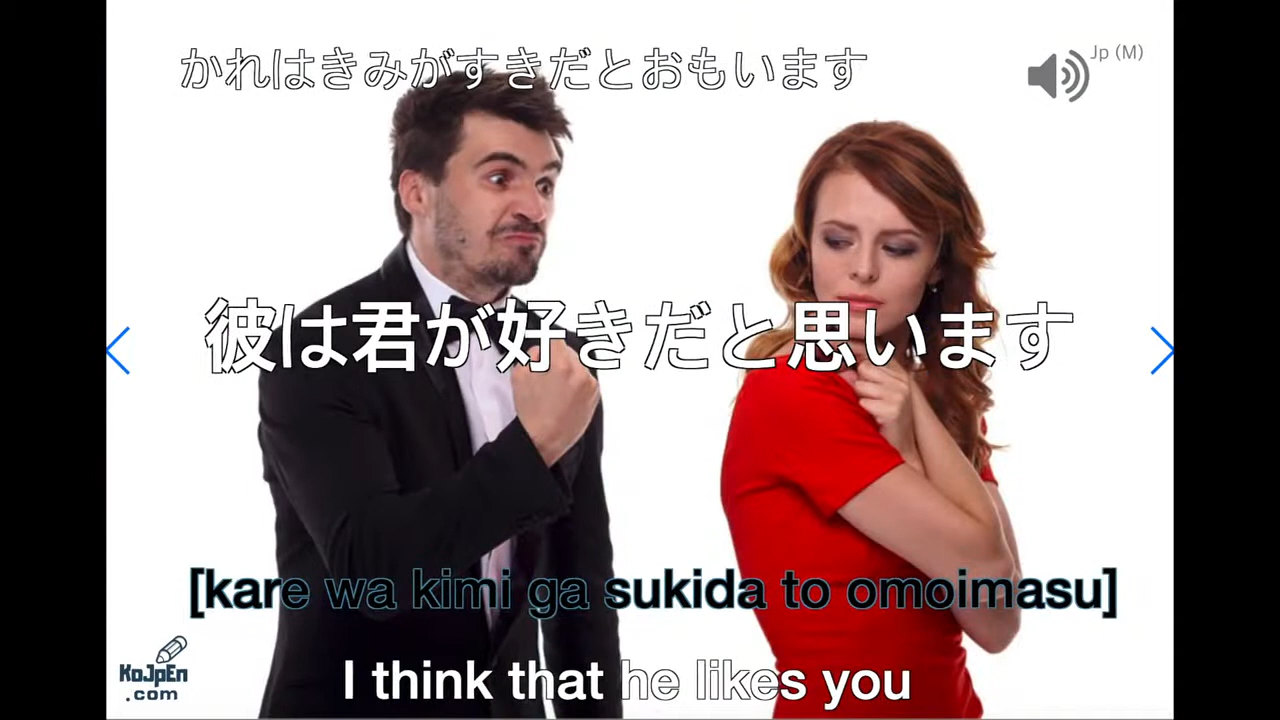 かれはきみがすきだとおもいます
Jp (M)
彼は君が好きだと思います
[kare wa kimi ga sukida to omoimasu]
I think that he likes you
KoJpEn
.com